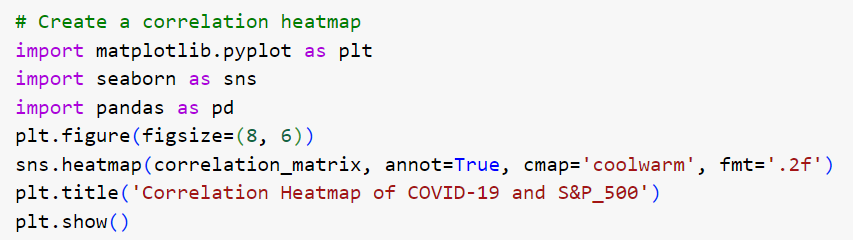 # Create a correlation heatmap
import matplotlib.pyplot as plt
import seaborn as sns
import pandas as pd
plt.figure(figsize=(8, 6))
sns.heatmap(correlation_matrix, annot=True, cmap='coolwarm', fmt='.2f')
plt.title('Correlation Heatmap of COVID-19 and S&P_500')
plt.show()